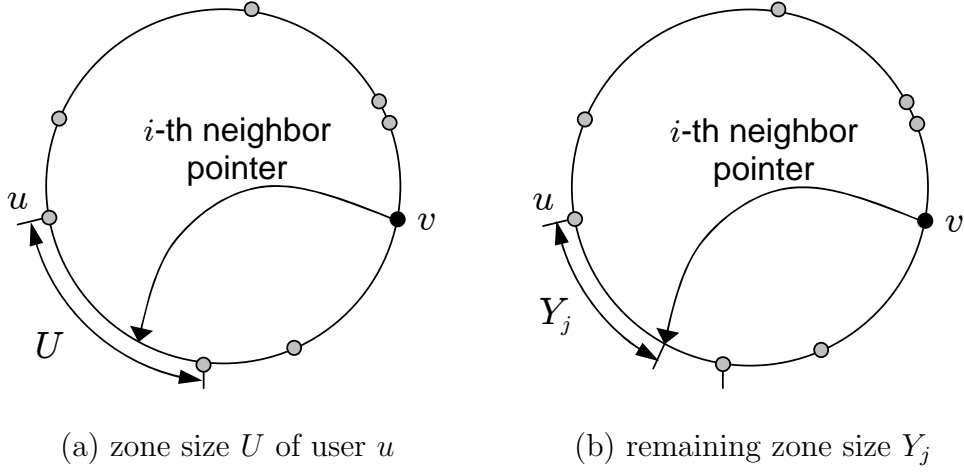 i-th neighbor
pointer
u
v
U
(a) zone size U of user u
i-th neighbor
pointer
u
v
Y_j
(b) remaining zone size Y_j